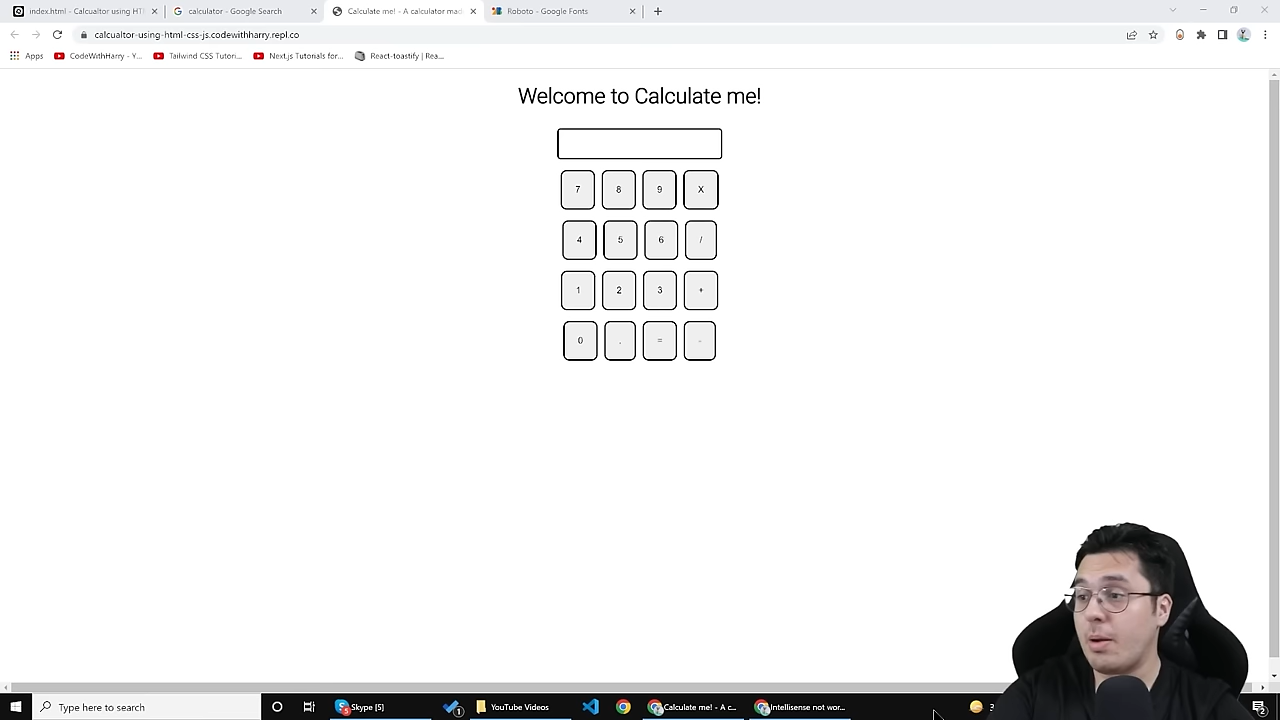 index.html - Calcualtor using HTM
calculator - Google Search
Calculate me! - A calculator mad
Roboto - Google Fonts
calcualtor-using-html-css-js.codewithharry.repl.co
Apps
CodeWithHarry - Y...
Tailwind CSS Tutori...
Next.js Tutorials for...
React-toastify | Rea...
Welcome to Calculate me!
7 8 9 X
4 5 6 /
1 2 3 +
0 . = -
Type here to search
Skype [5]
YouTube Videos
Calculate me! - A c...
Intellisense not wor...